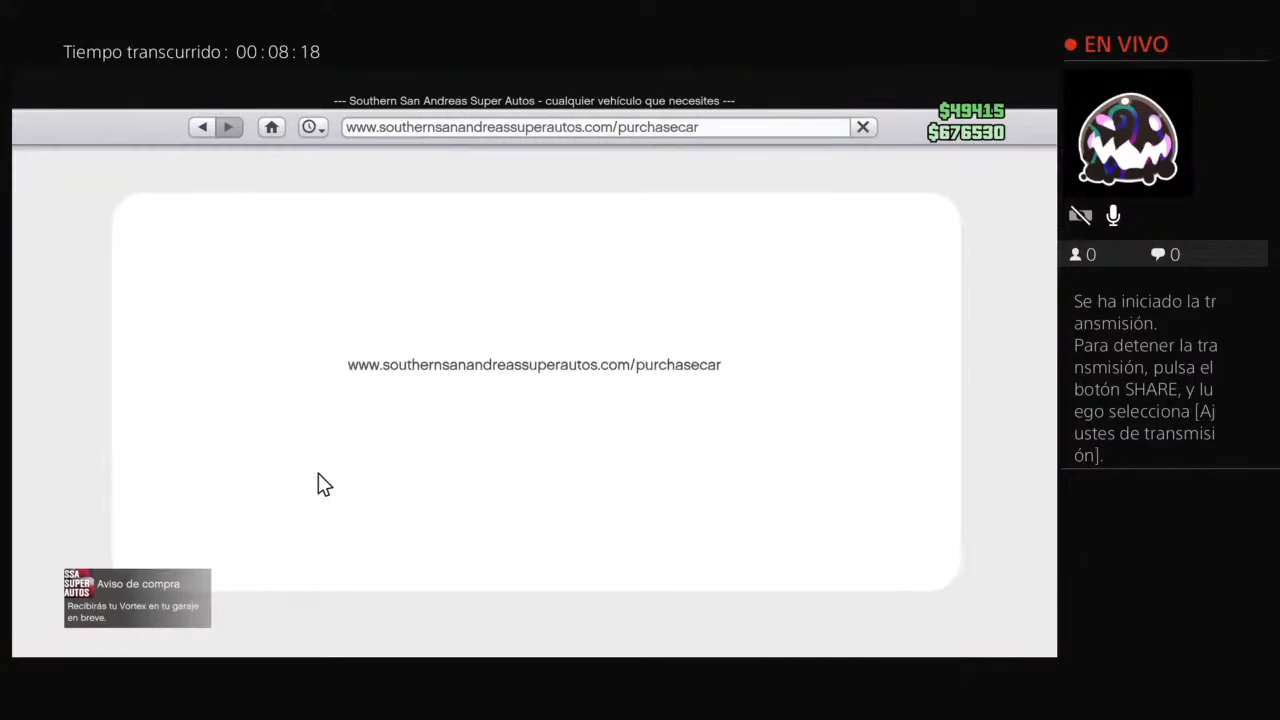 Tiempo transcurrido: 00:08:18
EN VIVO
--- Southern San Andreas Super Autos - cualquier vehículo que necesites ---
www.southernsanandreassuperautos.com/purchasecar
$49415
$676530
0 0
Se ha iniciado la tr
ansmisión.
Para detener la tra
nsmisión, pulsa el
botón SHARE, y lu
ego selecciona [Aj
ustes de transmisi
ón].
www.southernsanandreassuperautos.com/purchasecar
SSA
SUPER
AUTOS
Aviso de compra
Recibirás tu Vortex en tu garaje
en breve.